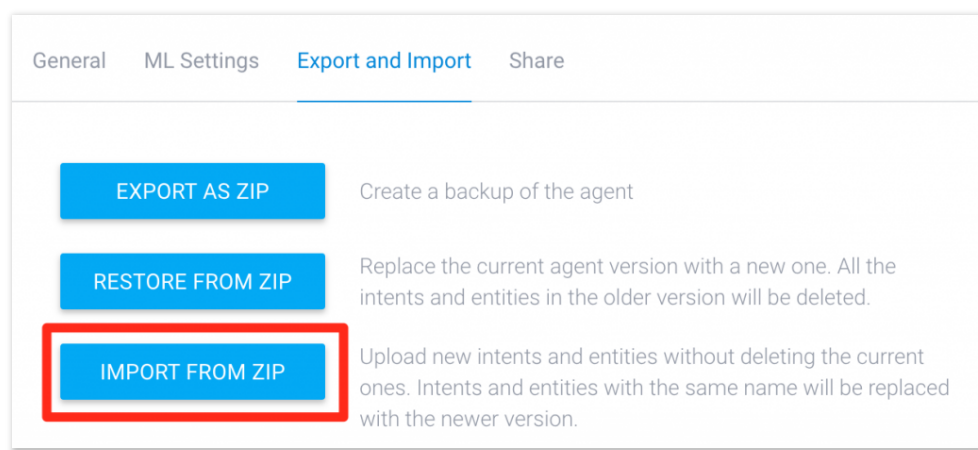 General ML Settings Export and Import Share
EXPORT AS ZIP Create a backup of the agent
RESTORE FROM ZIP
Replace the current agent version with a new one. All the
intents and entities in the older version will be deleted.
IMPORT FROM ZIP
Upload new intents and entities without deleting the current
ones. Intents and entities with the same name will be replaced
with the newer version.